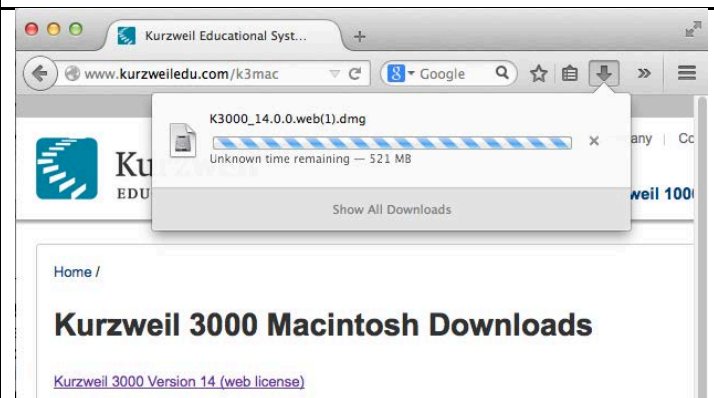 Kurzweil Educational Syst...
www.kurzweiledu.com/k3mac
Google
K3000_14.0.0.web(1).dmg
Unknown time remaining — 521 MB
Show All Downloads
any | Co
Ku
EDU
weil 100
Home /
Kurzweil 3000 Macintosh Downloads
Kurzweil 3000 Version 14 (web license)